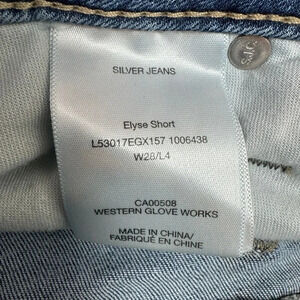 SILVER JEANS
Elyse Short
L53017EGX157 1006438
W28/L4
CA00508
WESTERN GLOVE WORKS
MADE IN CHINA/
FABRIQUÉ EN CHINE
S.J.C.